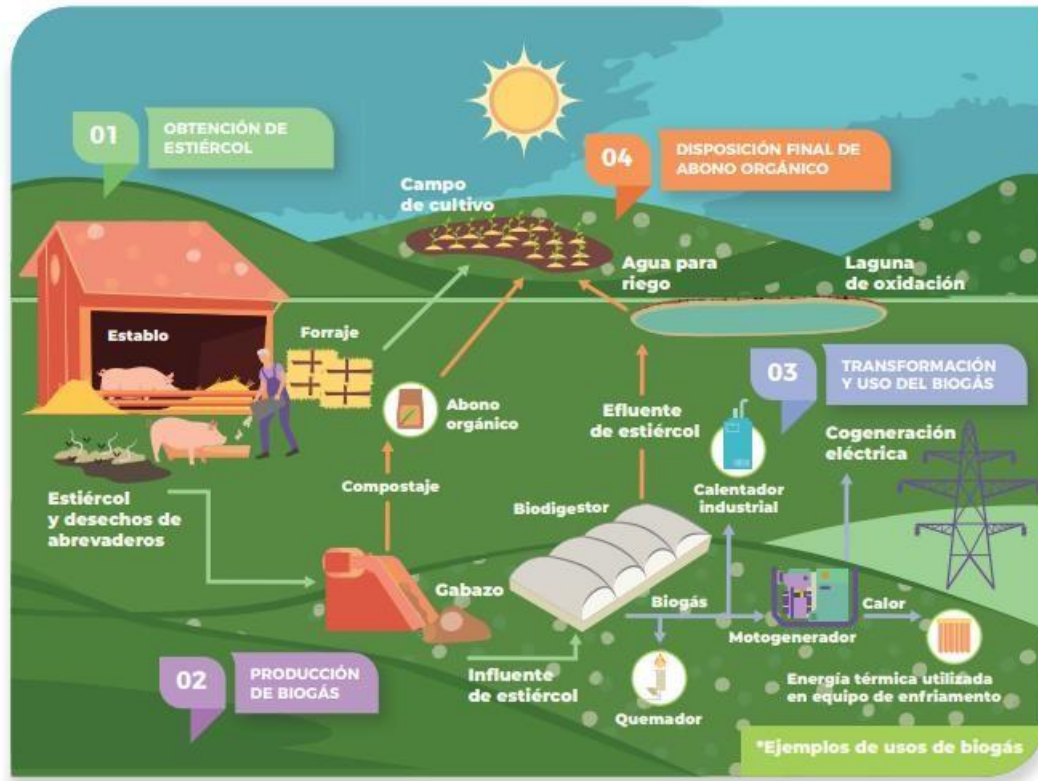 01
OBTENCIÓN DE
ESTIÉRCOL
04
DISPOSICIÓN FINAL DE
ABONO ORGÁNICO
Campo
de cultivo
Agua para
riego
Laguna
de oxidación
Establo
Forraje
03
TRANSFORMACIÓN
Y USO DEL BIOGÁS
Abono
orgánico
Efluente
de estiércol
Cogeneración
eléctrica
Compostaje
Calentador
industrial
Estiércol
y desechos de
abrevaderos
Biodigestor
Gabazo
Biogás
Motogenerador
Calor
02
PRODUCCIÓN
DE BIOGÁS
Influente
de estiércol
Quemador
Energía térmica utilizada
en equipo de enfriamento
*Ejemplos de usos de biogás